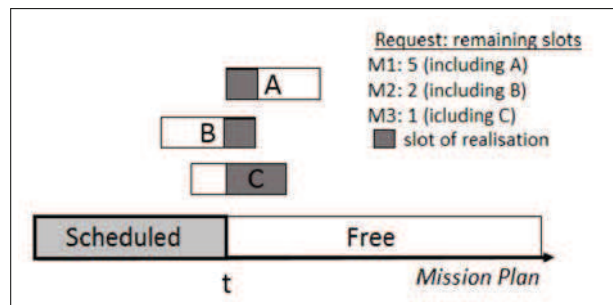 Request: remaining slots
M1: 5 (including A)
M2: 2 (including B)
M3: 1 (icluding C)
slot of realisation
A
B
C
Scheduled
Free
t
Mission Plan